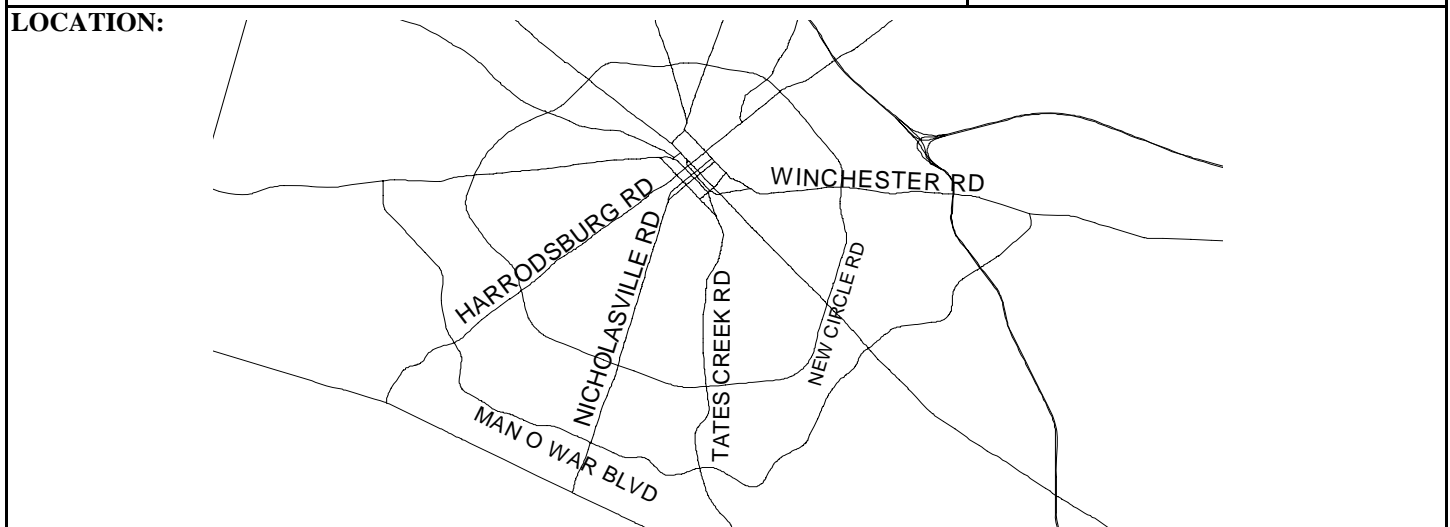 LOCATION:
WINCHESTER RD
HARRODSBURG RD
NICHOLASVILLE RD
TATES CREEK RD
NEW CIRCLE RD
MAN O WAR BLVD